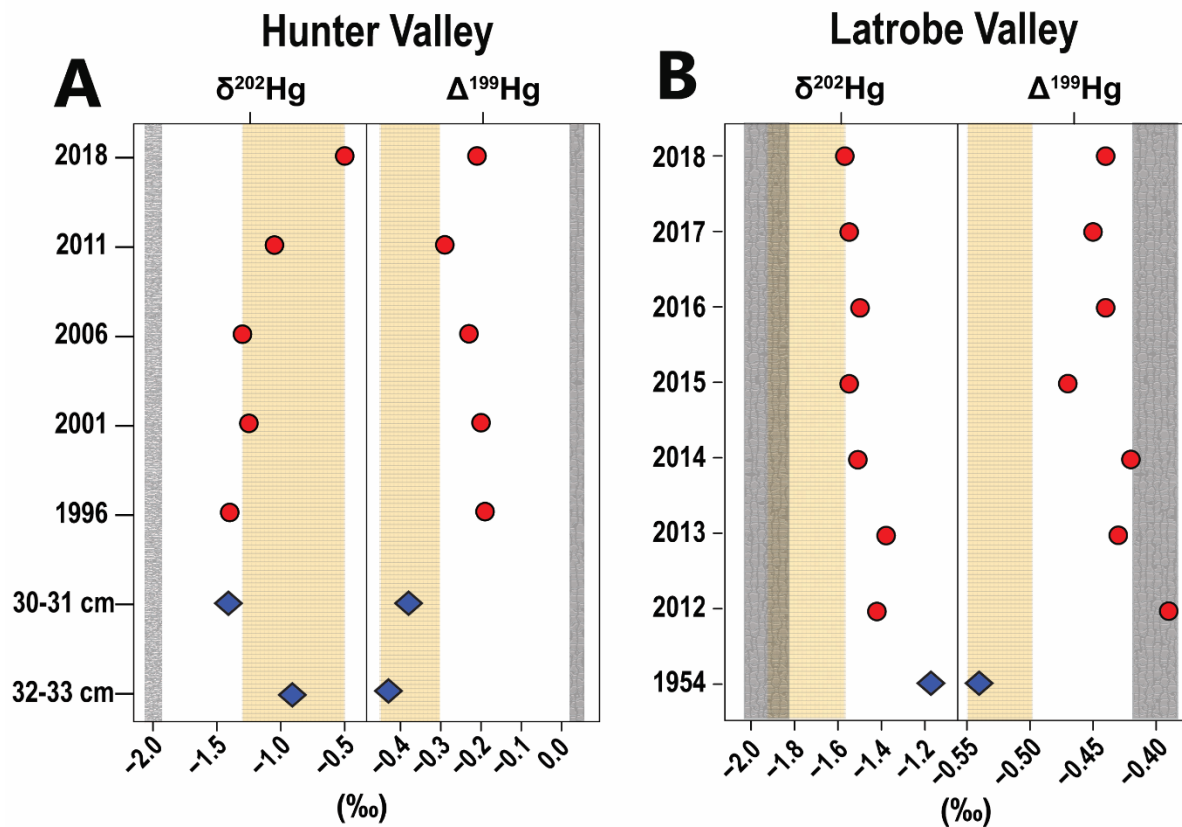 Hunter Valley
A
δ²⁰²Hg
Δ¹⁹⁹Hg
2018
2011
2006
2001
1996
30-31 cm
32-33 cm
−2.0 −1.5 −1.0 −0.5 −0.4 −0.3 −0.2 −0.1 0.0
(‰)
Latrobe Valley
B
δ²⁰²Hg
Δ¹⁹⁹Hg
2018
2017
2016
2015
2014
2013
2012
1954
−2.0 −1.8 −1.6 −1.4 −1.2 −0.55 −0.50 −0.45 −0.40
(‰)